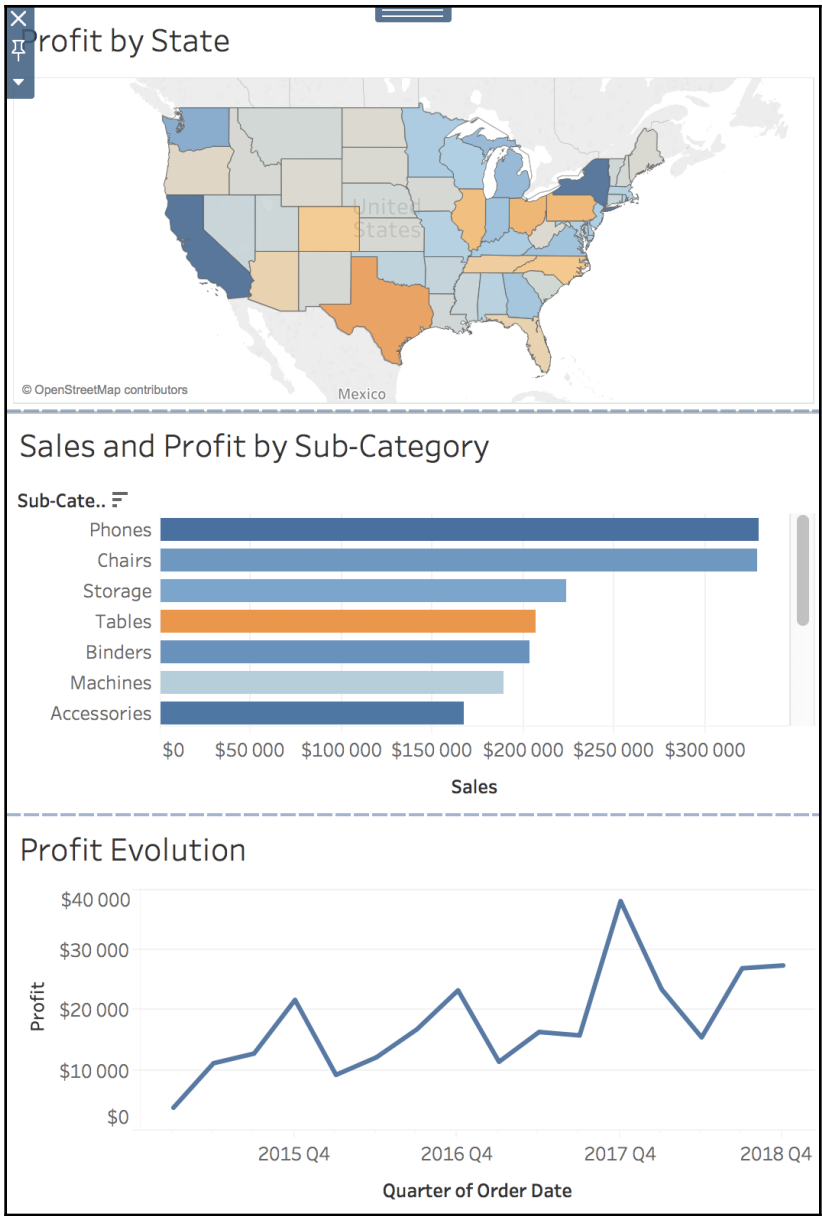 Profit by State
United
States
© OpenStreetMap contributors
Mexico
Sales and Profit by Sub-Category
Sub-Cate..
Phones
Chairs
Storage
Tables
Binders
Machines
Accessories
$0 $50 000 $100 000 $150 000 $200 000 $250 000 $300 000
Sales
Profit Evolution
$40 000
$30 000
$20 000
$10 000
$0
Profit
2015 Q4 2016 Q4 2017 Q4 2018 Q4
Quarter of Order Date